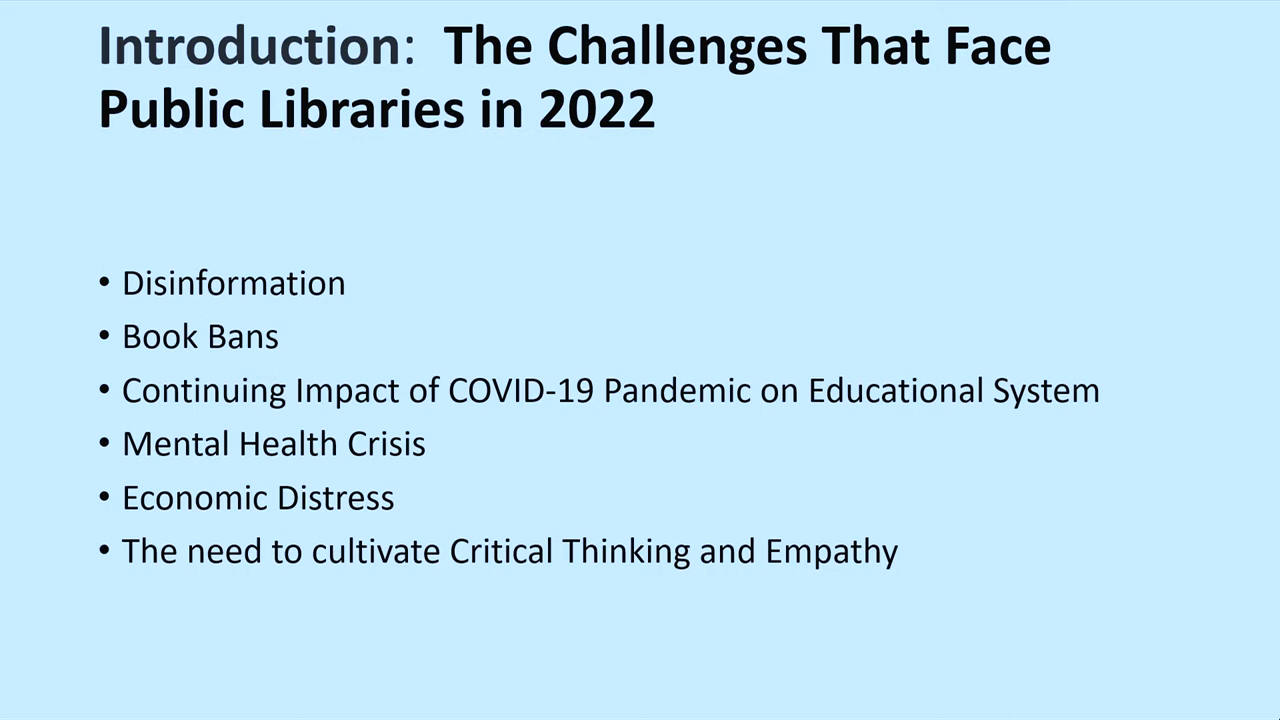 Introduction:  The Challenges That Face
Public Libraries in 2022
• Disinformation
• Book Bans
• Continuing Impact of COVID-19 Pandemic on Educational System
• Mental Health Crisis
• Economic Distress
• The need to cultivate Critical Thinking and Empathy